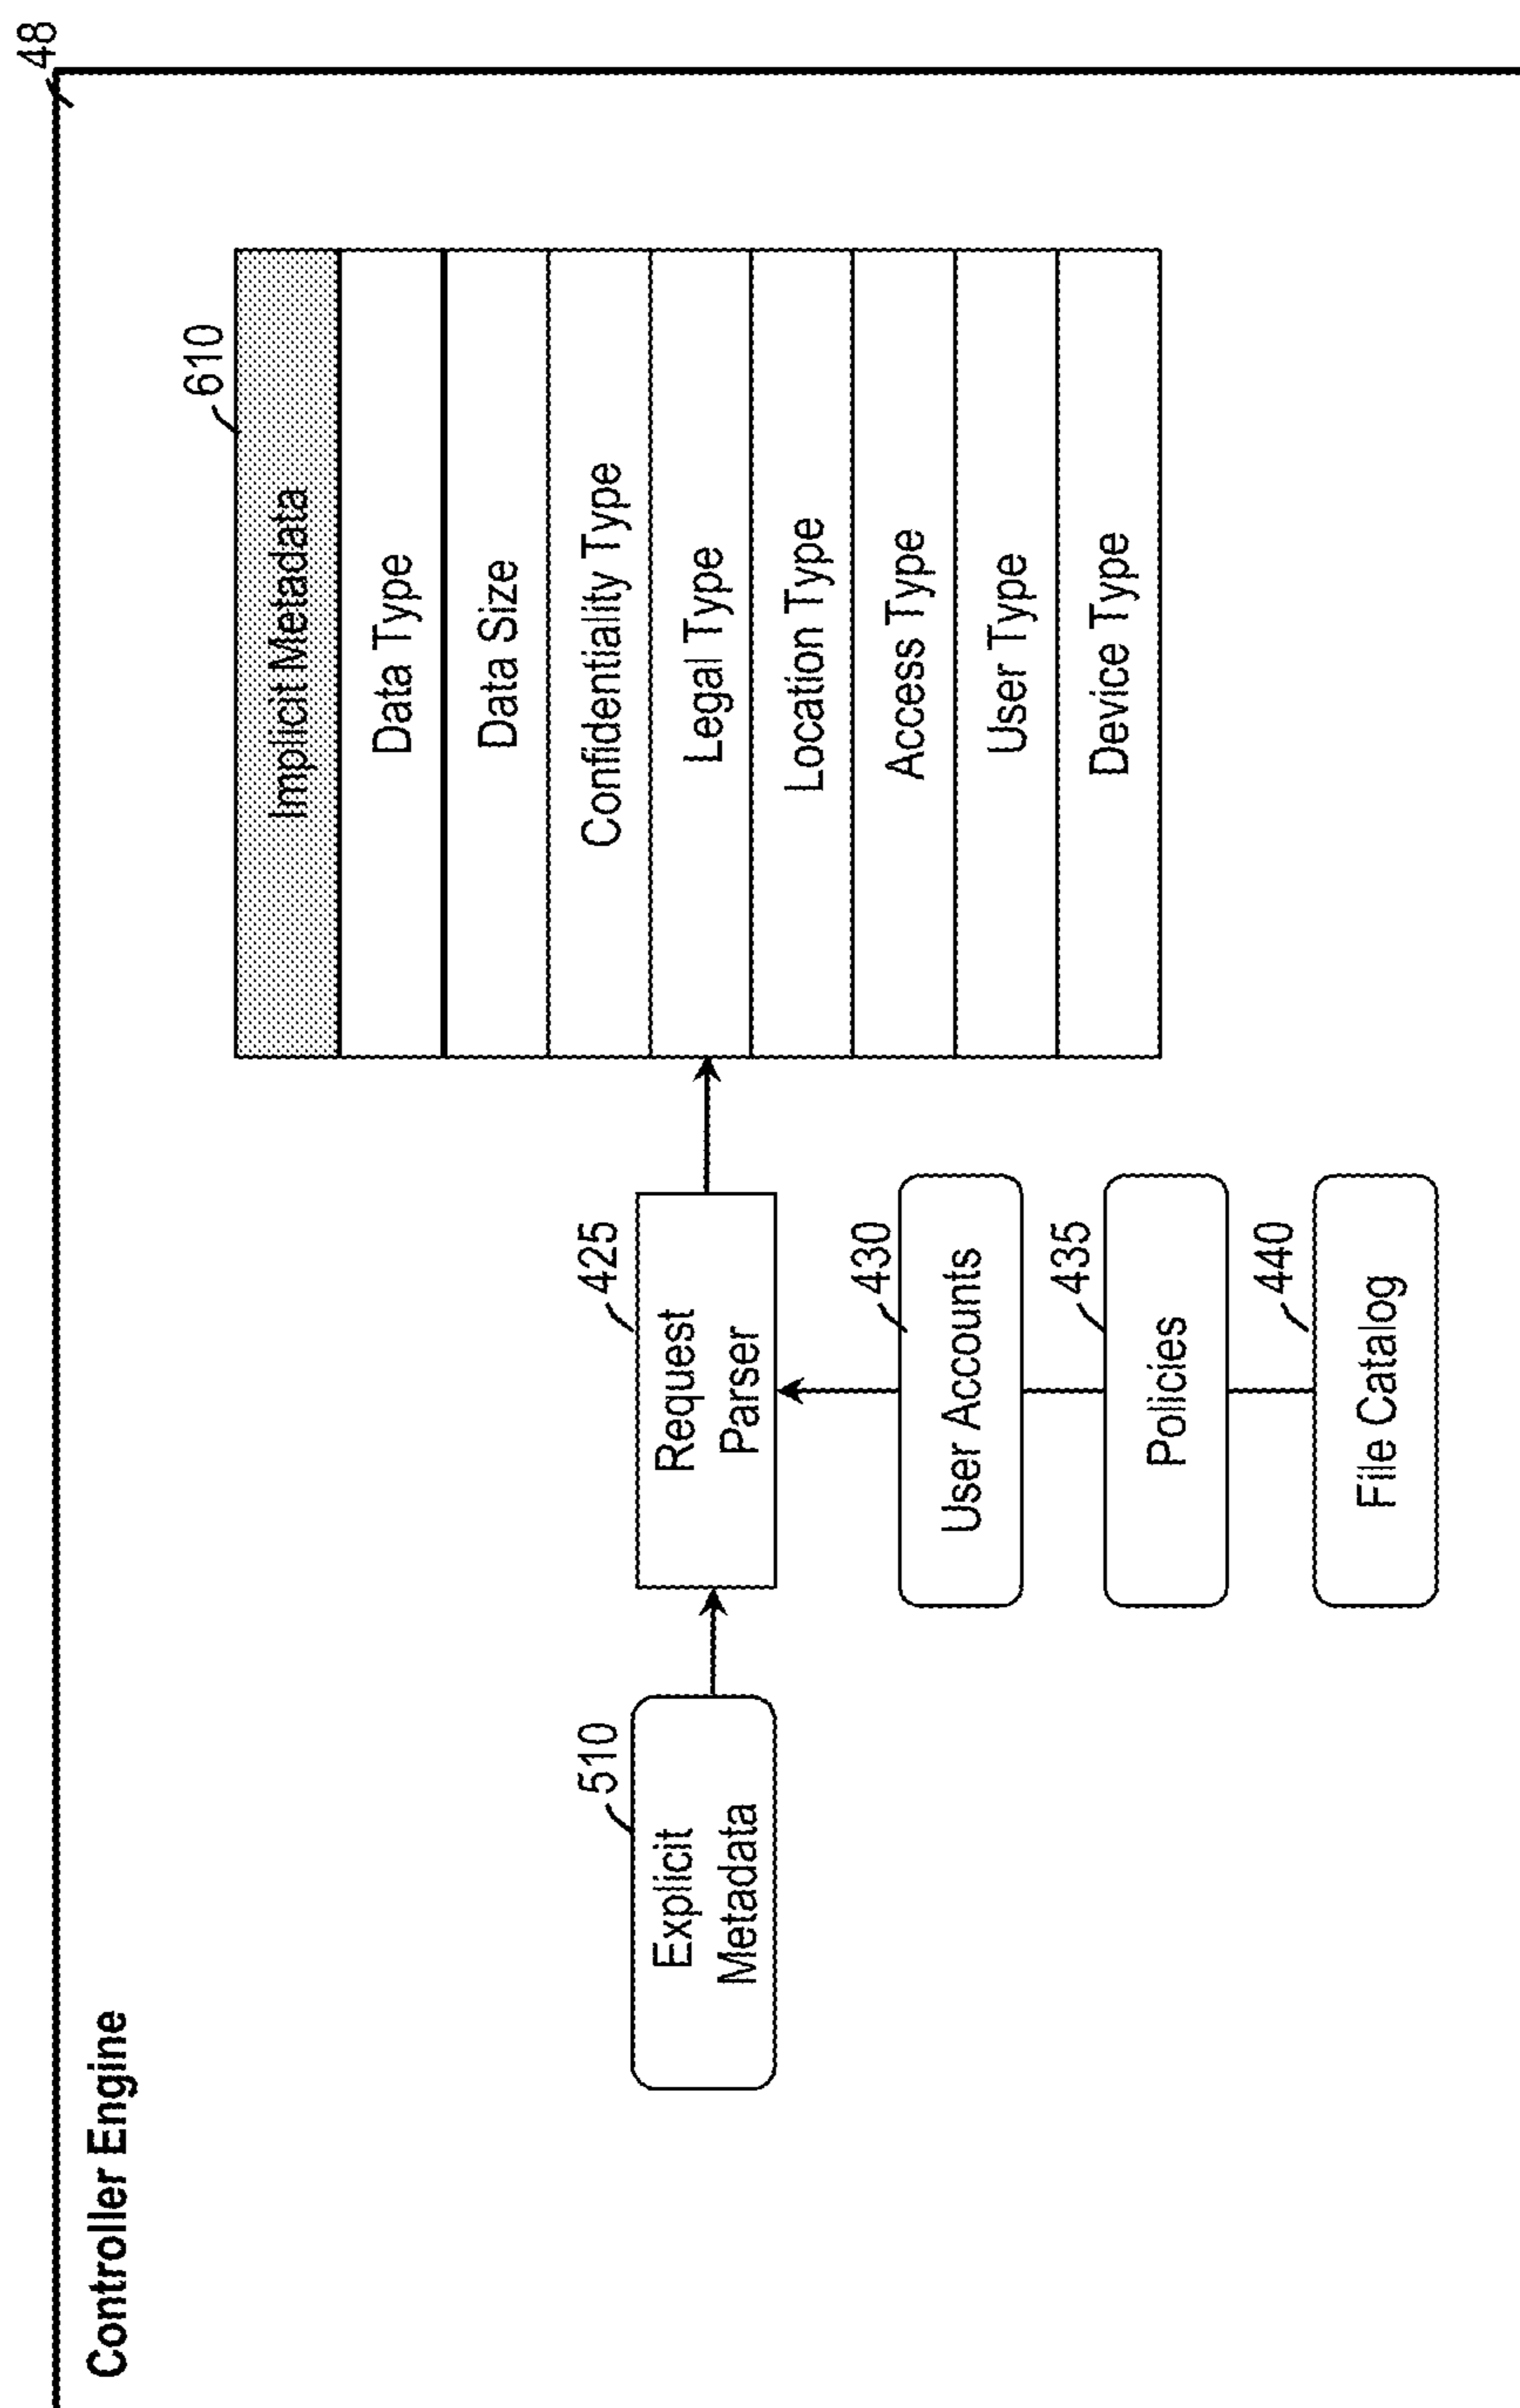 48
Controller Engine
610
Implicit Metadata
Data Type
Data Size
Confidentiality Type
Legal Type
Location Type
Access Type
User Type
Device Type
510
Explicit
Metadata
425
Request
Parser
430
User Accounts
435
Policies
440
File Catalog